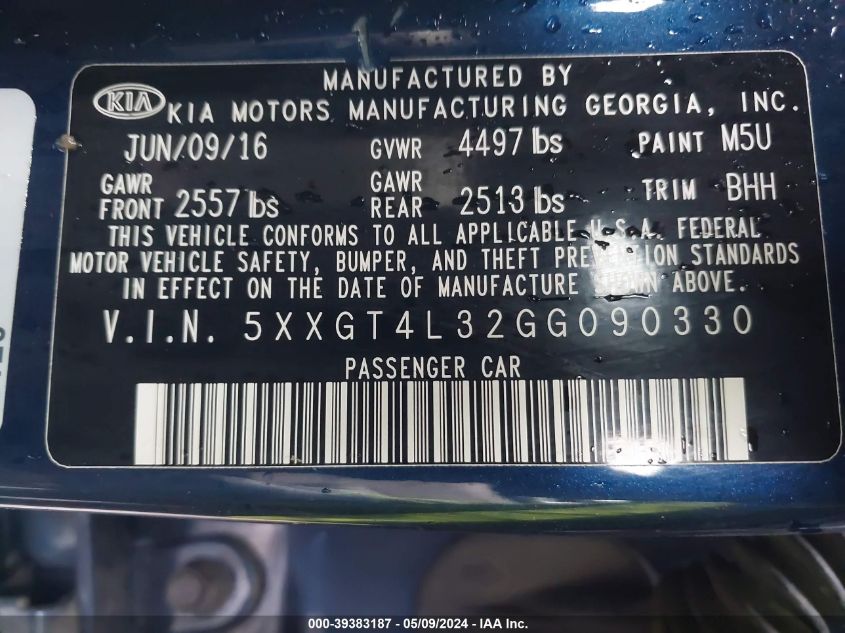 MANUFACTURED BY
KIA KIA MOTORS MANUFACTURING GEORGIA, INC.
JUN/09/16 GVWR 4497 lbs PAINT M5U
GAWR FRONT 2557 lbs GAWR REAR 2513 lbs TRIM BHH
THIS VEHICLE CONFORMS TO ALL APPLICABLE U.S.A. FEDERAL
MOTOR VEHICLE SAFETY, BUMPER, AND THEFT PREVENTION STANDARDS
IN EFFECT ON THE DATE OF MANUFACTURE SHOWN ABOVE.
V.I.N. 5XXGT4L32GG090330
PASSENGER CAR
000-39383187 - 05/09/2024 - IAA Inc.